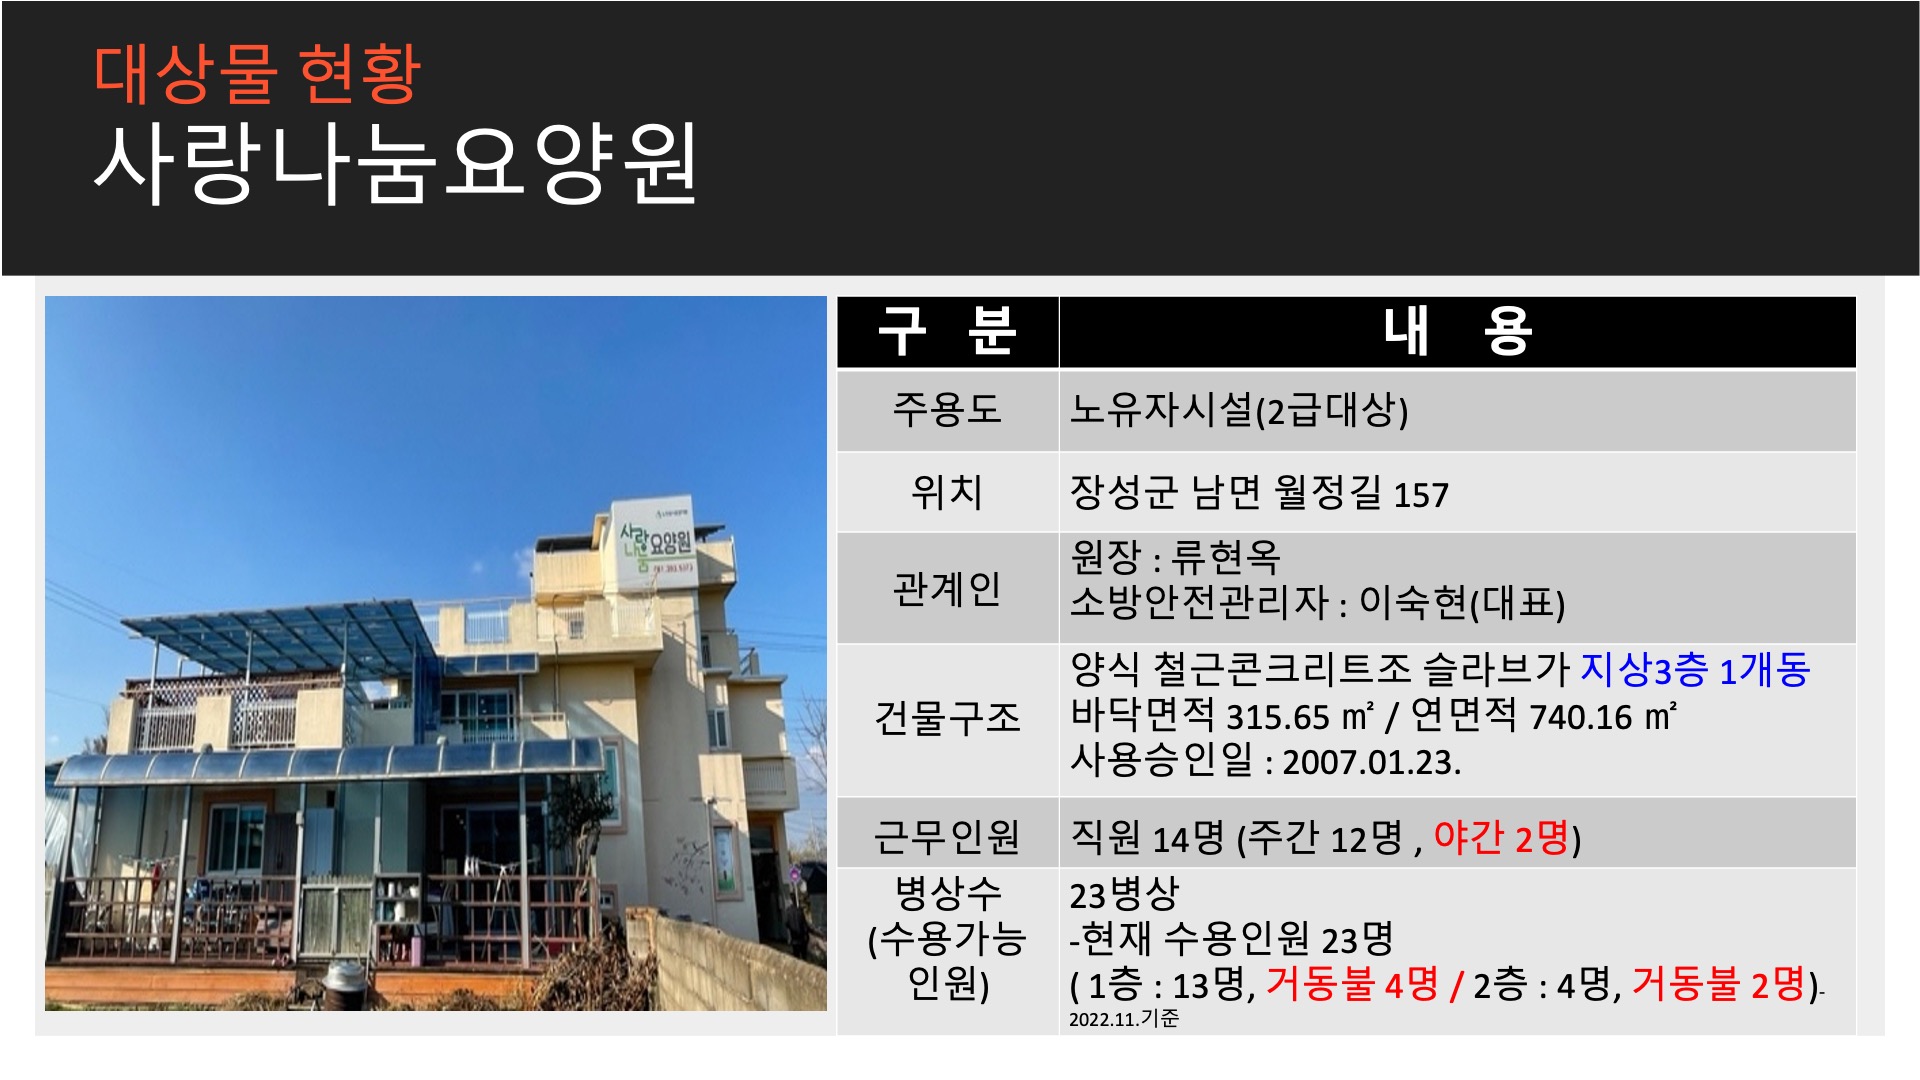 대상물 현황
사랑나눔요양원
구 분
내 용
주용도
노유자시설(2급대상)
위치
장성군 남면 월정길 157
관계인
원장 : 류현옥
소방안전관리자 : 이숙현(대표)
건물구조
양식 철근콘크리트조 슬라브가 지상3층 1개동
바닥면적 315.65 ㎡ / 연면적 740.16 ㎡
사용승인일 : 2007.01.23.
근무인원
직원 14명 (주간 12명 , 야간 2명)
병상수
(수용가능
인원)
23병상
-현재 수용인원 23명
( 1층 : 13명, 거동불 4명 / 2층 : 4명, 거동불 2명)-
2022.11.기준
사랑
나눔
요양원